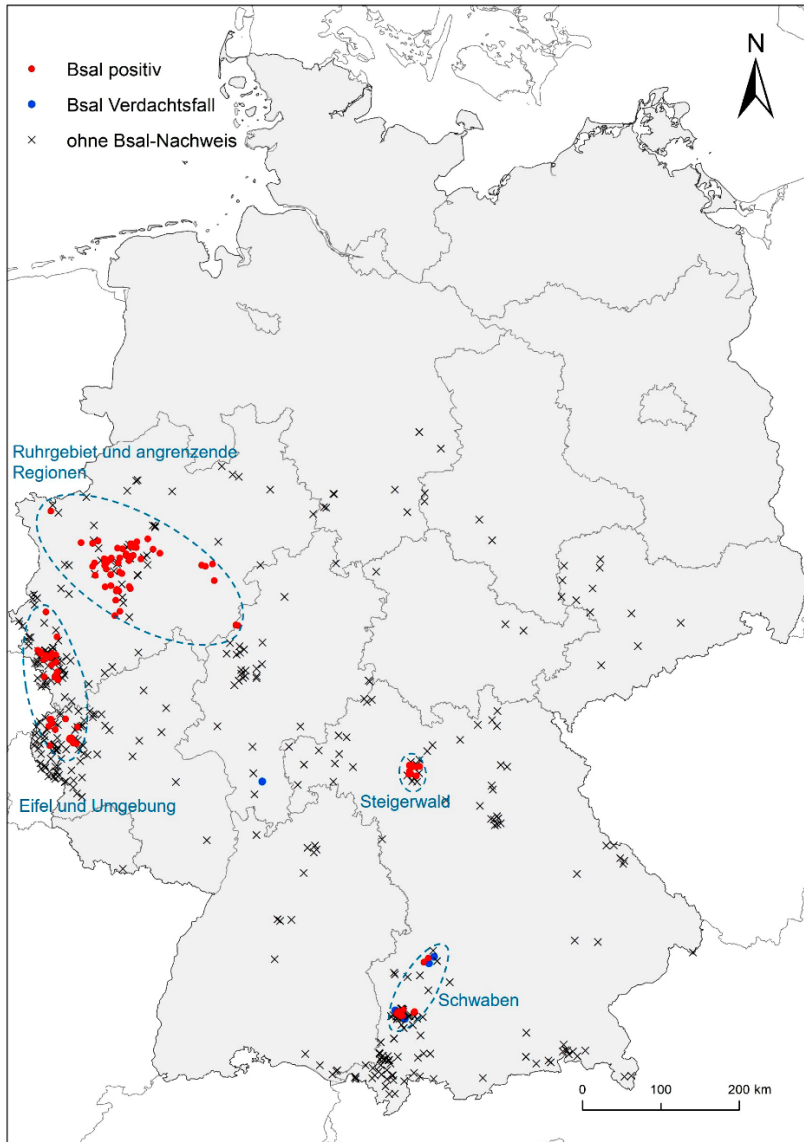 N
Bsal positiv
Bsal Verdachtsfall
ohne Bsal-Nachweis
Ruhrgebiet und angrenzende
Regionen
Eifel und Umgebung
Steigerwald
Schwaben
0 100 200 km